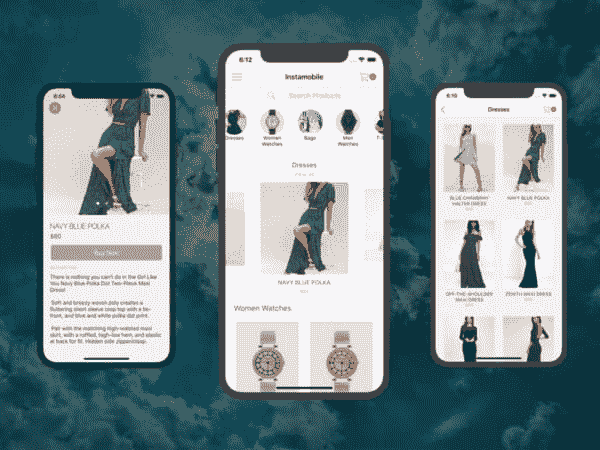 6:04
NAVY BLUE POLKA
$60
Buy Now
There is nothing you can't do in the Girl Like
You Navy Blue Polka Dot Two-Piece Maxi
Dress!
Soft and breezy woven poly creates a
fluttering short sleeve crop top with a tie-
front, and blue and white polka dot print.
Pair with the matching high-waisted maxi
skirt, with a ruffled, high-low hem, and elastic
at back for fit. Hidden side zipper/clasp.
6:12
Instamobile
Search Products
Dresses
Women
Watches
Bags
Men
Watches
Dresses
NAVY BLUE POLKA
Women Watches
6:10
Dresses
BLUE CHAMBRAY
WALTER DRESS
NAVY BLUE POLKA
OFF-THE-SHOULDER
MAXI DRESS
ZENITH MAXI DRESS